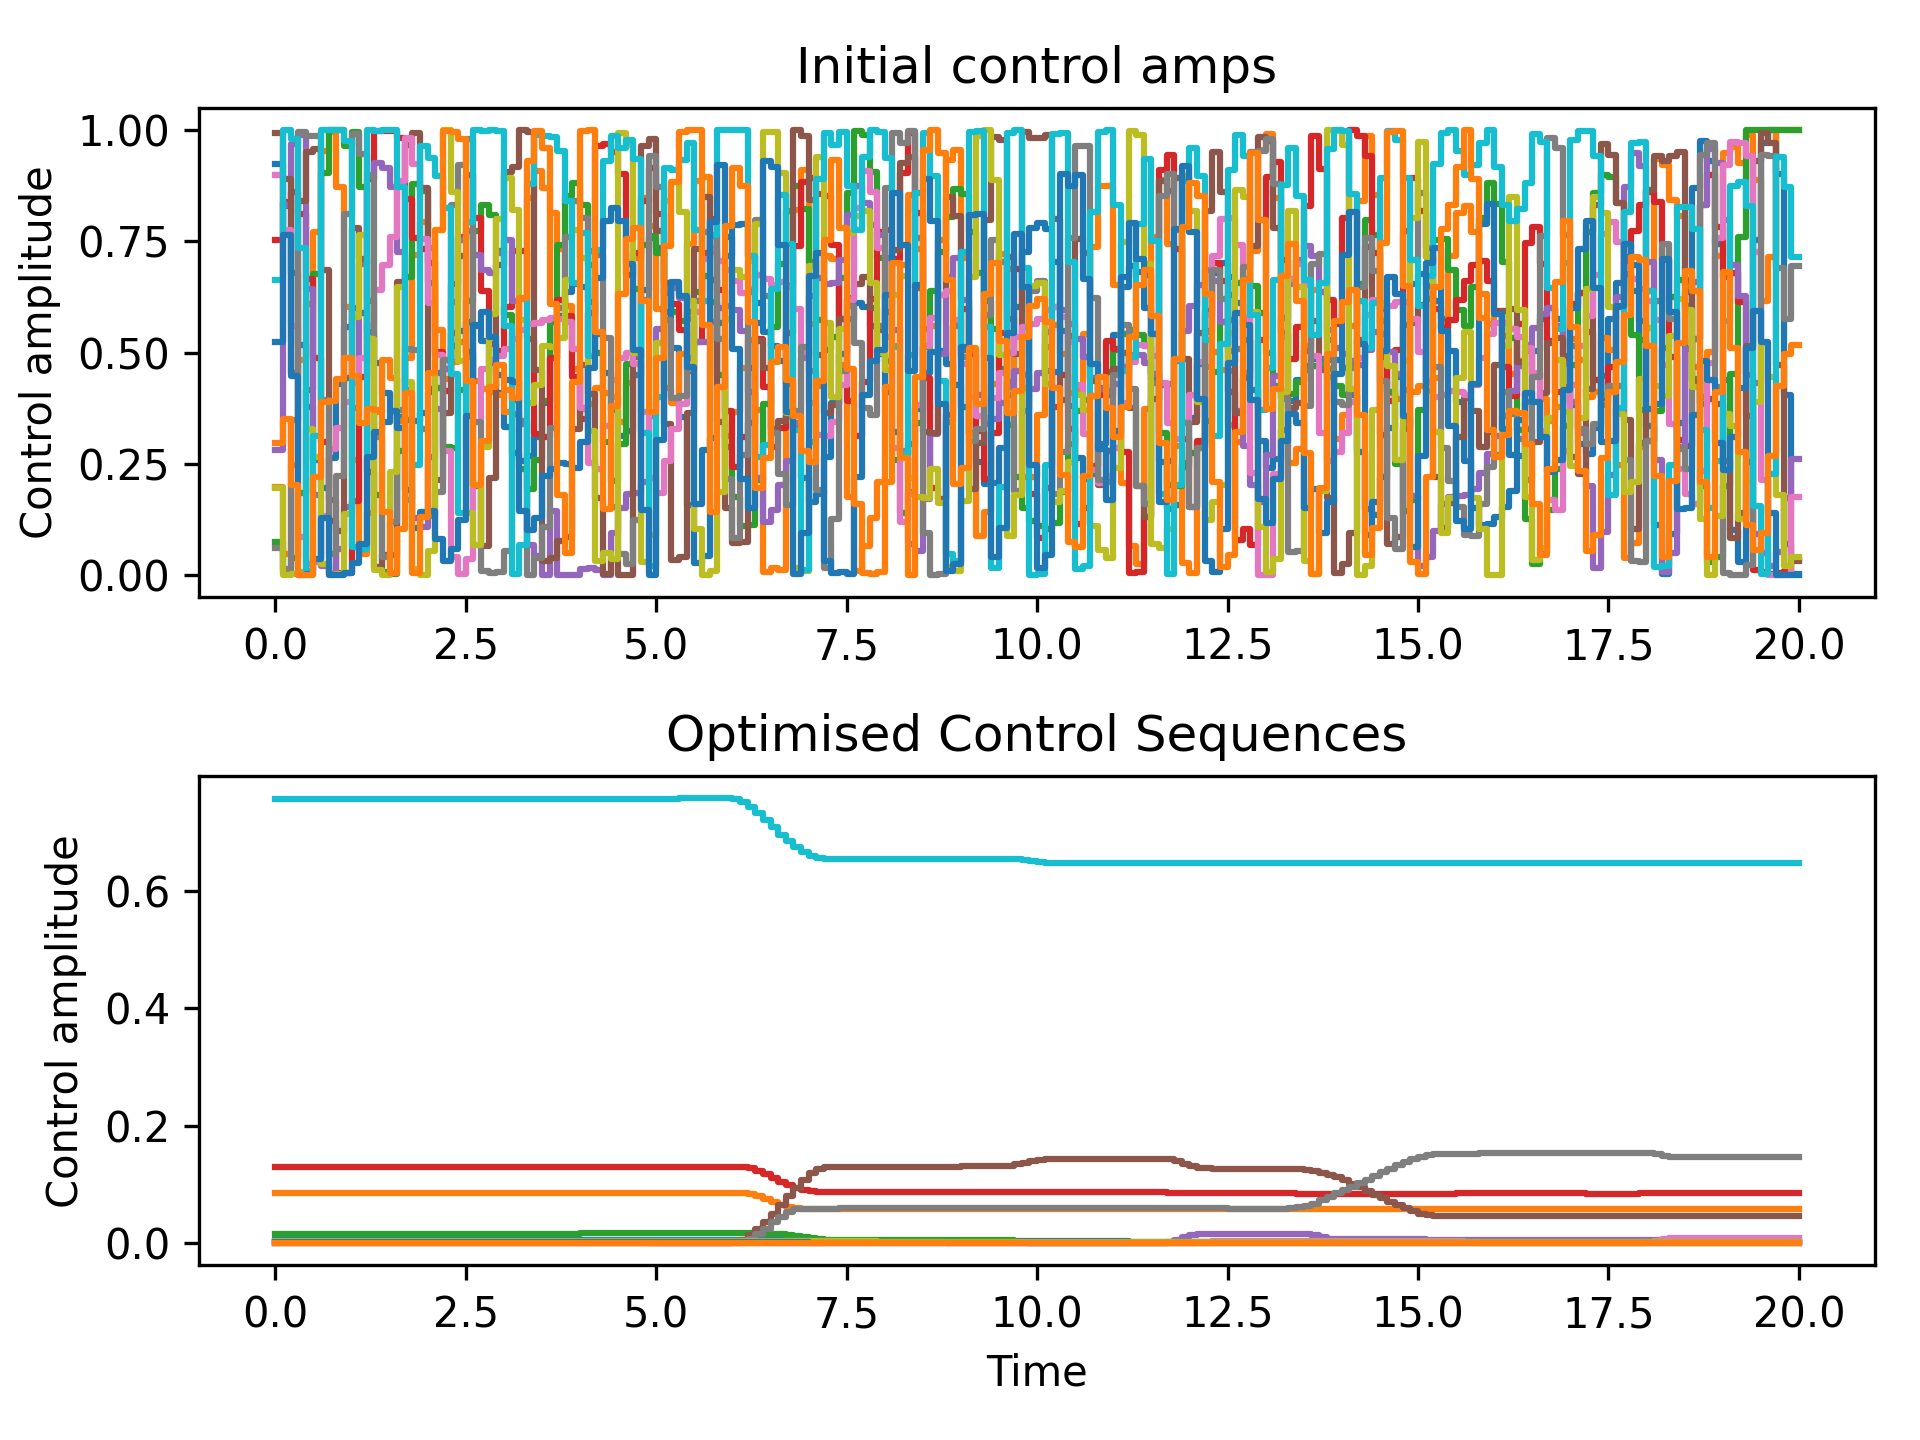 Initial control amps
Control amplitude
1.00
0.75
0.50
0.25
0.00
0.0 2.5 5.0 7.5 10.0 12.5 15.0 17.5 20.0
Optimised Control Sequences
Control amplitude
0.6
0.4
0.2
0.0
0.0 2.5 5.0 7.5 10.0 12.5 15.0 17.5 20.0
Time